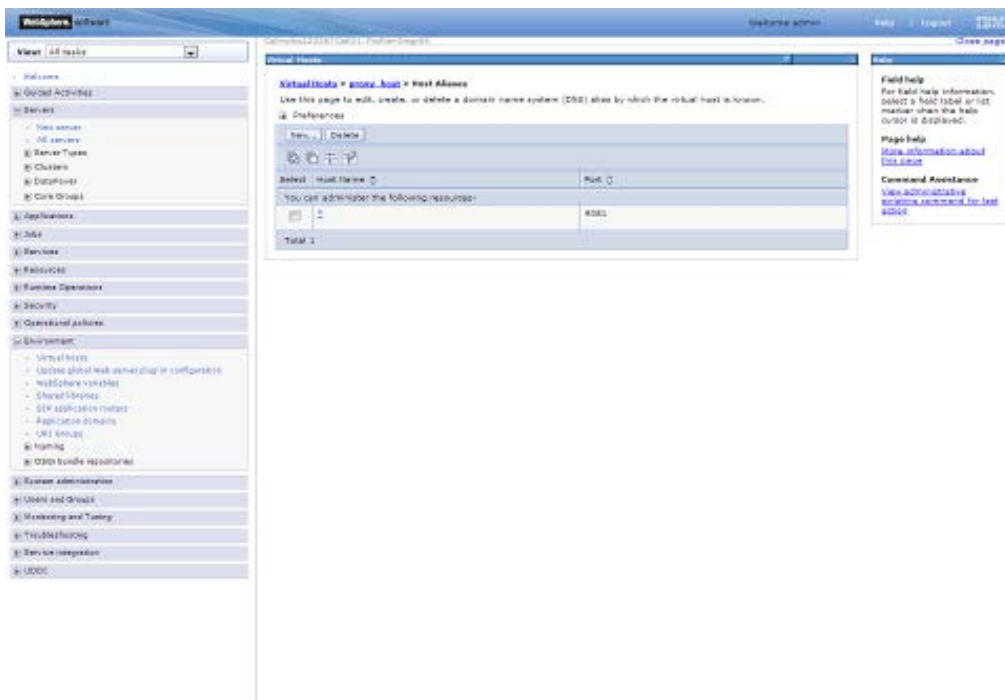 WebSphere. software
Welcome admin
Help | Logout
View: All tasks
Close page
Welcome
Guided Activities
Servers
New server
All servers
Server Types
Clusters
DataPower
Core Groups
Applications
Jobs
Services
Resources
Runtime Operations
Security
Operational policies
Environment
Virtual hosts
Update global Web server plug-in configuration
WebSphere variables
Shared libraries
SIP application routers
Replication domains
URI Groups
Naming
OSGi bundle repositories
System administration
Users and Groups
Monitoring and Tuning
Troubleshooting
Service integration
UDDI
Virtual Hosts
Virtual Hosts > proxy_host > Host Aliases
Use this page to edit, create, or delete a domain name system (DNS) alias by which the virtual host is known.
Preferences
New... Delete
Select Host Name Port
You can administer the following resources:
*
Total 1
Help
Field help
For field help information, select a field label or list marker when the help cursor is displayed.
Page help
More information about this page
Command Assistance
View administrative scripting command for last action